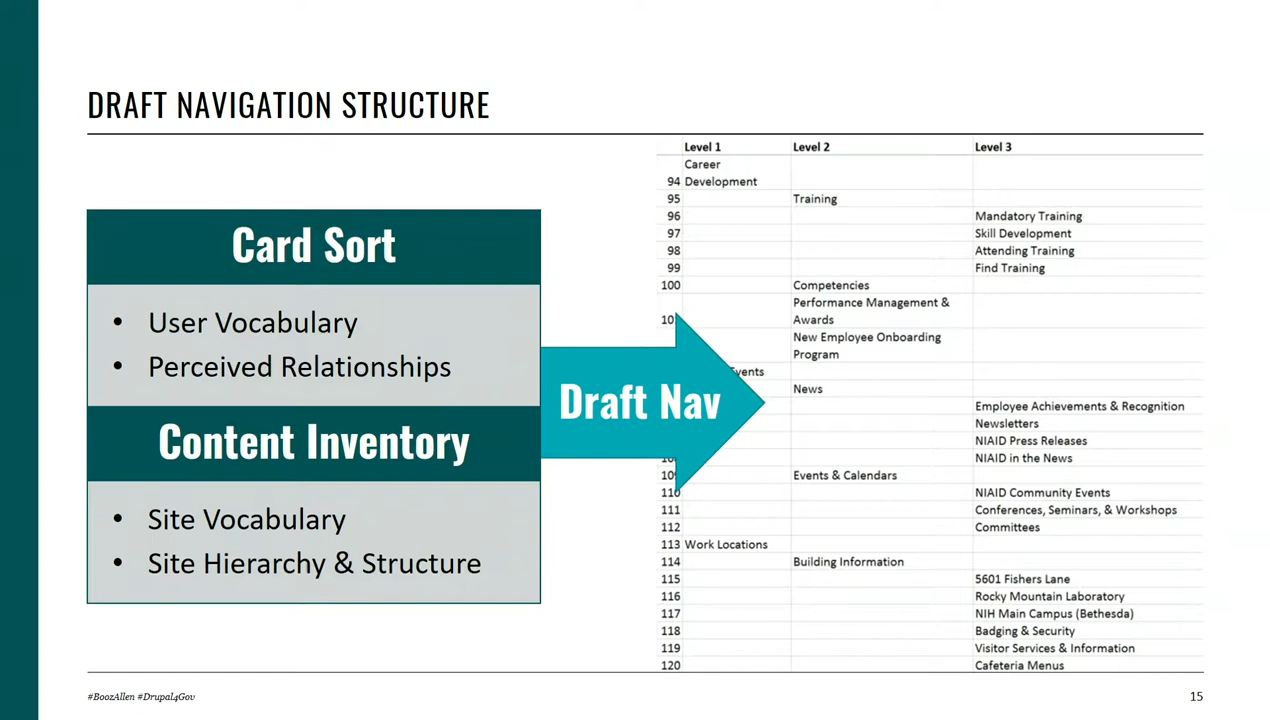 DRAFT NAVIGATION STRUCTURE
Card Sort
• User Vocabulary
• Perceived Relationships
Content Inventory
• Site Vocabulary
• Site Hierarchy & Structure
Draft Nav
Level 1 Level 2 Level 3
Career
94 Development
95 Training
96 Mandatory Training
97 Skill Development
98 Attending Training
99 Find Training
100 Competencies
Performance Management &
Awards
New Employee Onboarding
Program
Events
News
Employee Achievements & Recognition
Newsletters
NIAID Press Releases
NIAID in the News
Events & Calendars
110 NIAID Community Events
111 Conferences, Seminars, & Workshops
112 Committees
113 Work Locations
114 Building Information
115 5601 Fishers Lane
116 Rocky Mountain Laboratory
117 NIH Main Campus (Bethesda)
118 Badging & Security
119 Visitor Services & Information
120 Cafeteria Menus
#BoozAllen #Drupal4Gov
15